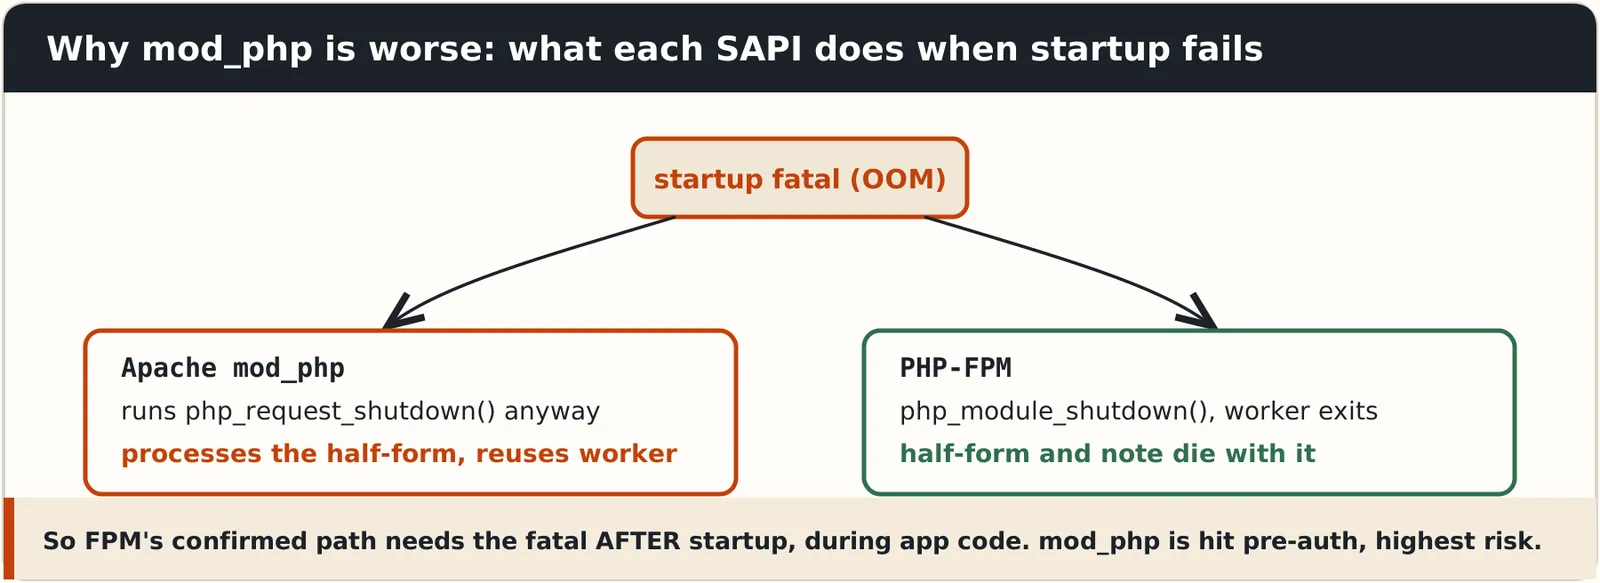 Why mod_php is worse: what each SAPI does when startup fails
startup fatal (OOM)
Apache mod_php
runs php_request_shutdown() anyway
processes the half-form, reuses worker
PHP-FPM
php_module_shutdown(), worker exits
half-form and note die with it
So FPM's confirmed path needs the fatal AFTER startup, during app code. mod_php is hit pre-auth, highest risk.